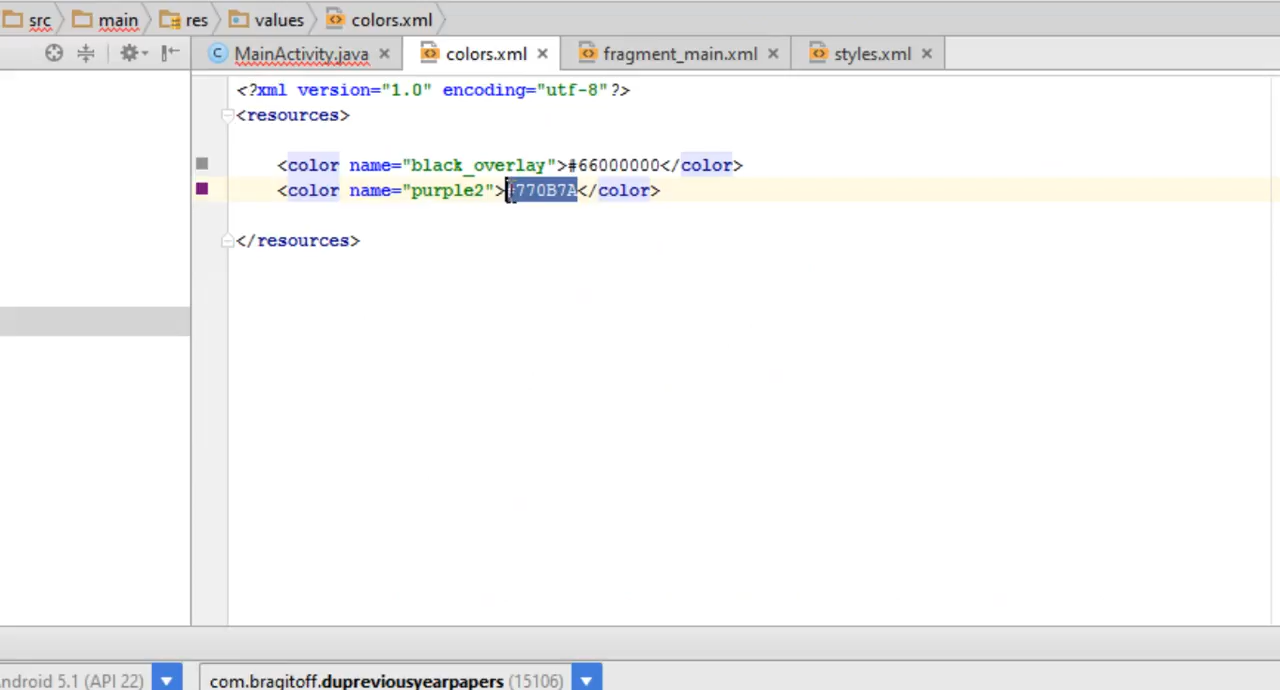 src main res values colors.xml
MainActivity.java colors.xml fragment_main.xml styles.xml
<?xml version="1.0" encoding="utf-8"?>
<resources>
<color name="black_overlay">#66000000</color>
<color name="purple2">#770B7A</color>
</resources>
ndroid 5.1 (API 22) com.bragitoff.dupreviousyearpapers (15106)